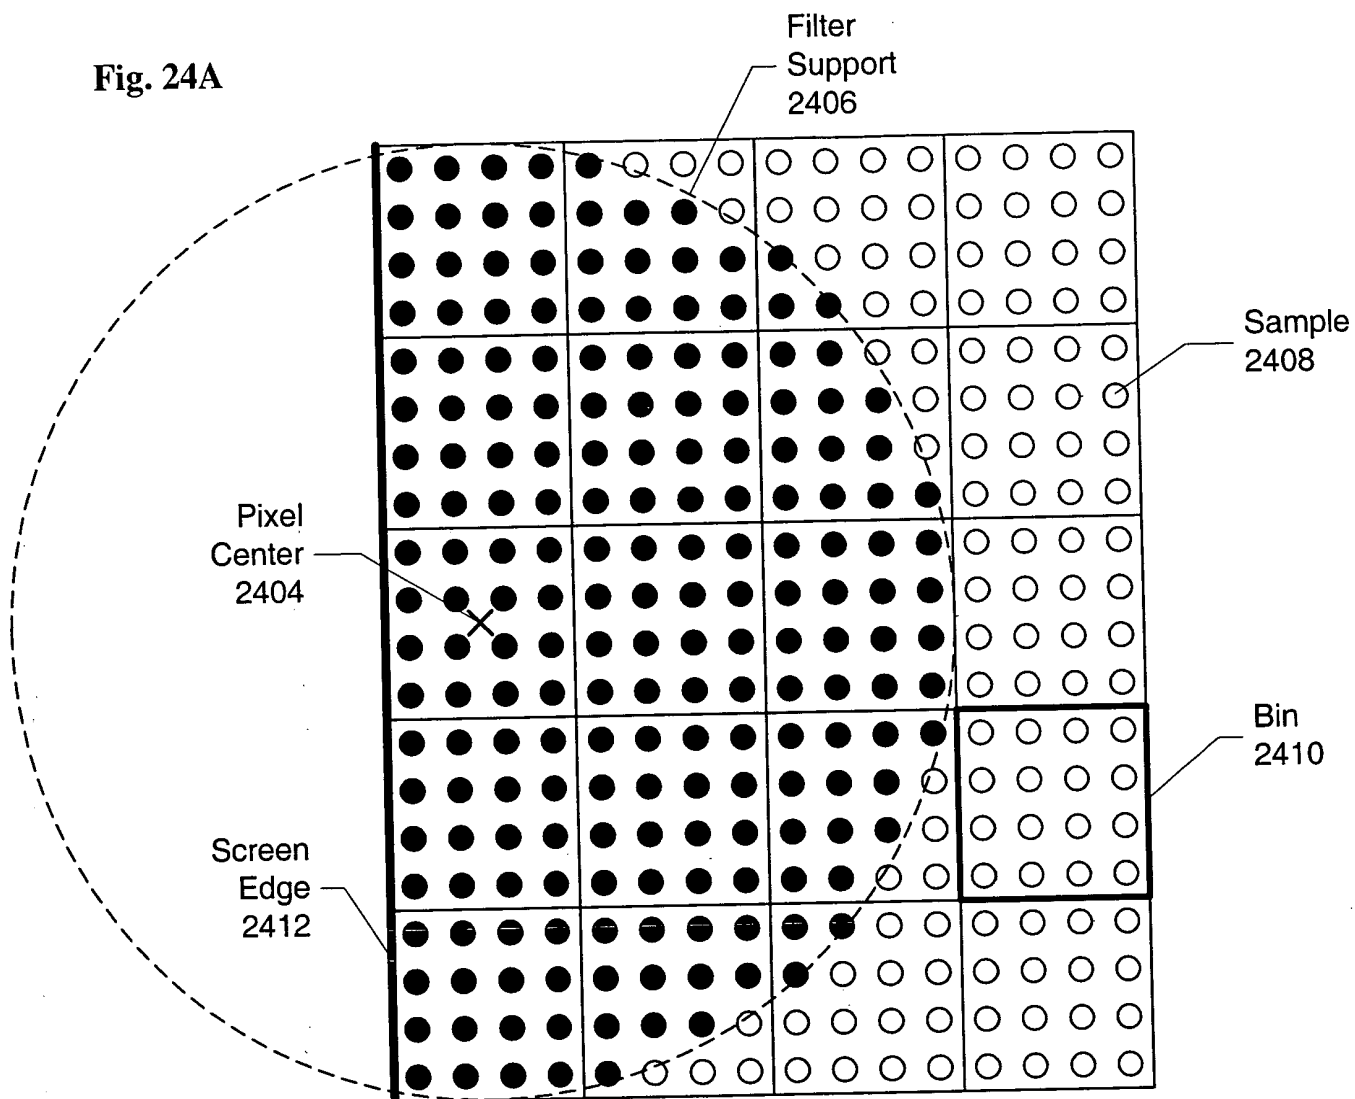 Fig. 24A
Filter
Support
2406
Sample
2408
Pixel
Center
2404
Bin
2410
Screen
Edge
2412